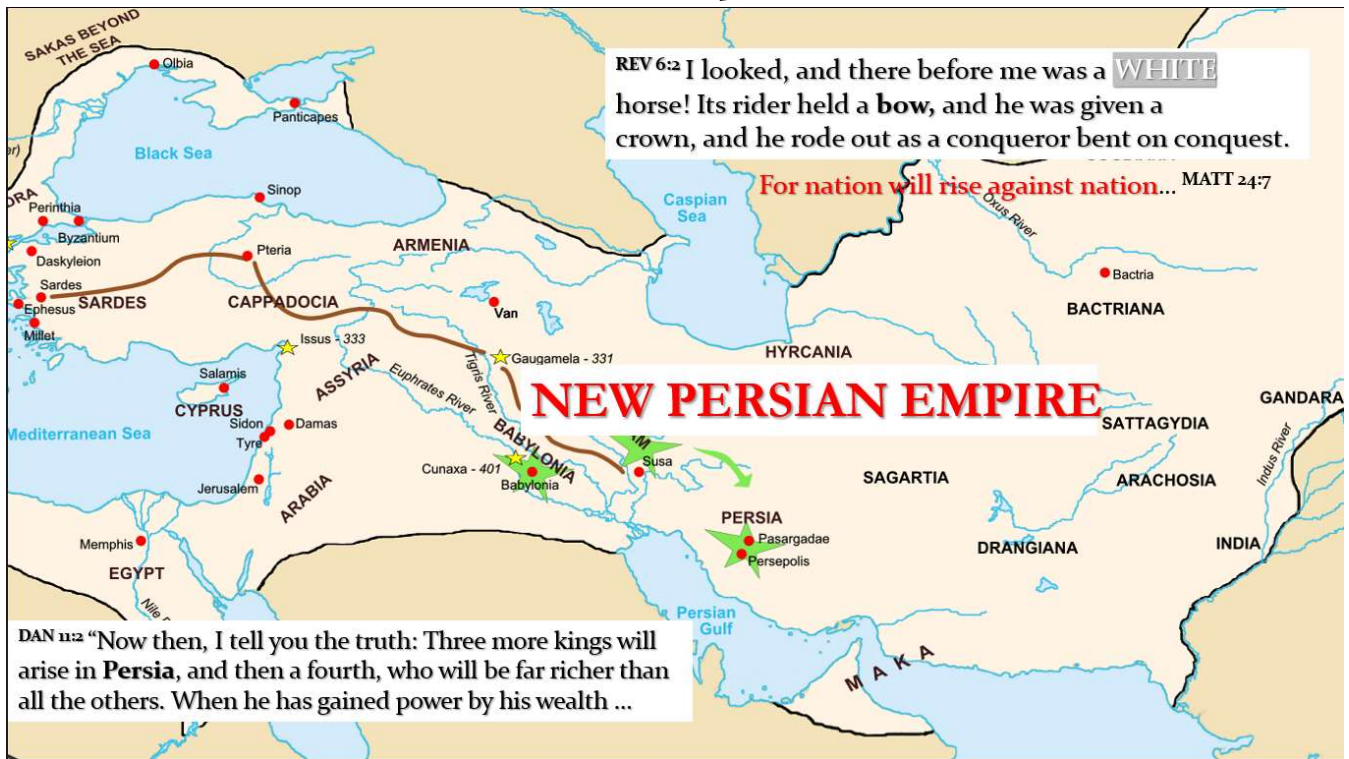 SAKAS BEYOND
THE SEA
Olbia
Panticapes
Black Sea
REV 6:2 I looked, and there before me was a WHITE
horse! Its rider held a bow, and he was given a
crown, and he rode out as a conqueror bent on conquest.
For nation will rise against nation... MATT 24:7
Caspian
Sea
Oxus River
Sinop
Perinthia
Byzantium
Daskyleion
Pteria
ARMENIA
Bactria
BACTRIANA
Sardes
SARDES
CAPPADOCIA
Ephesus
Millet
Van
Issus - 333
Gaugamela - 331
HYRCANIA
ASSYRIA
Euphrates River
Tigris River
Salamis
CYPRUS
NEW PERSIAN EMPIRE
GANDARA
SATTAGYDIA
Indus River
Mediterranean Sea
Sidon
Tyre
Damas
BABYLONIA
Cunaxa - 401
Babylonia
Susa
SAGARTIA
ARACHOSIA
Jerusalem
ARABIA
PERSIA
Pasargadae
Persepolis
DRANGIANA
INDIA
Memphis
EGYPT
Persian
Gulf
MAKA
DAN 11:2 “Now then, I tell you the truth: Three more kings will
arise in Persia, and then a fourth, who will be far richer than
all the others. When he has gained power by his wealth ...